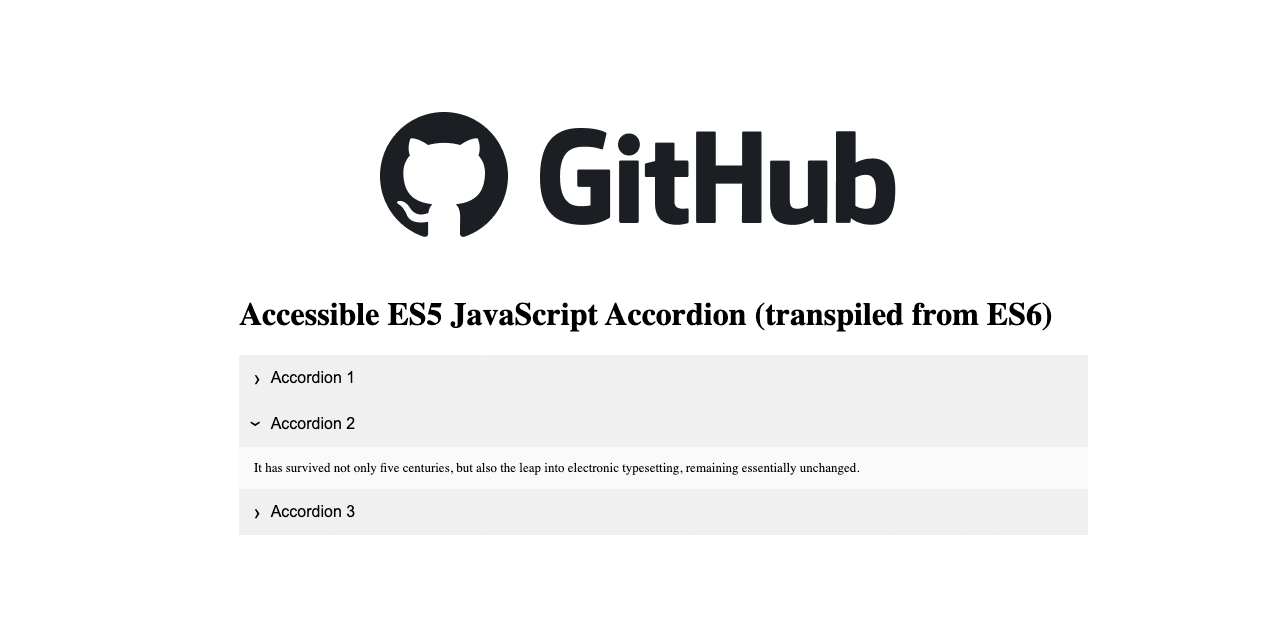 GitHub
Accessible ES5 JavaScript Accordion (transpiled from ES6)
Accordion 1
Accordion 2
It has survived not only five centuries, but also the leap into electronic typesetting, remaining essentially unchanged.
Accordion 3